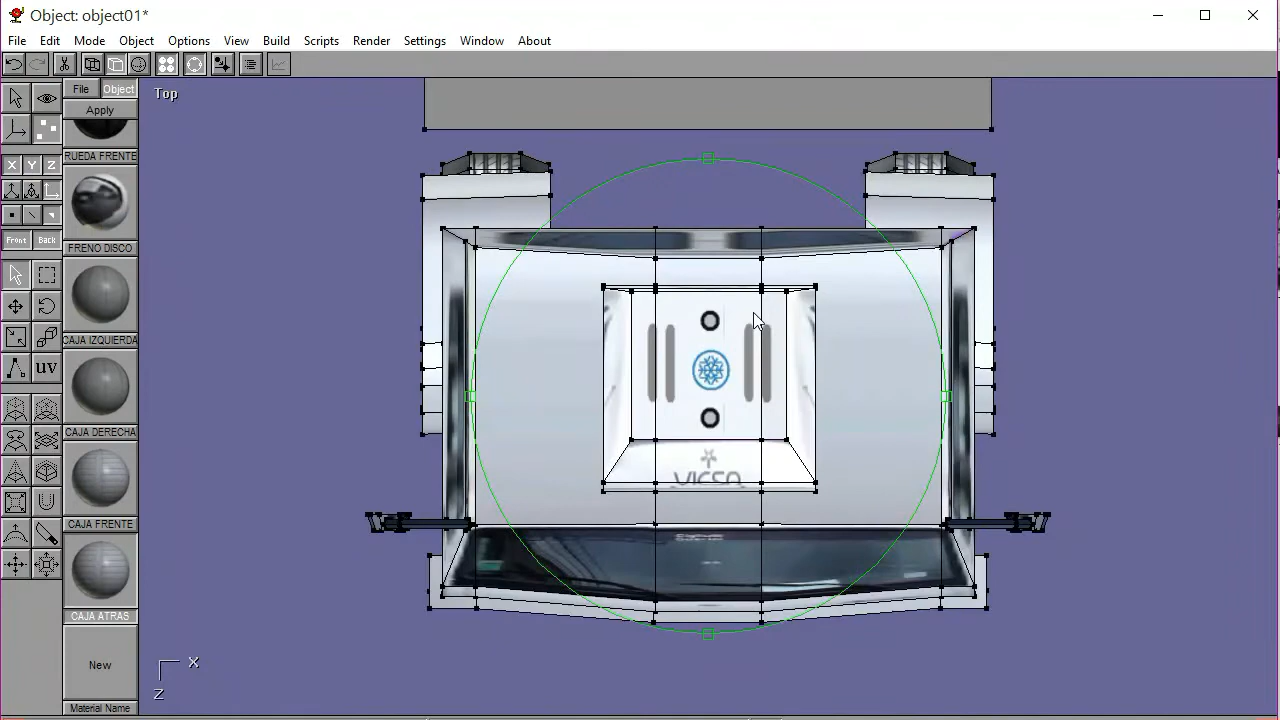 Object: object01*
File Edit Mode Object Options View Build Scripts Render Settings Window About
File Object
Top
Apply
RUEDA FRENTE
X Y Z
Front Back
FRENO DISCO
CAJA IZQUIERDA
uv
CAJA DERECHA
VICSA
CAJA FRENTE
CAJA ATRAS
New
X
Z
Material Name